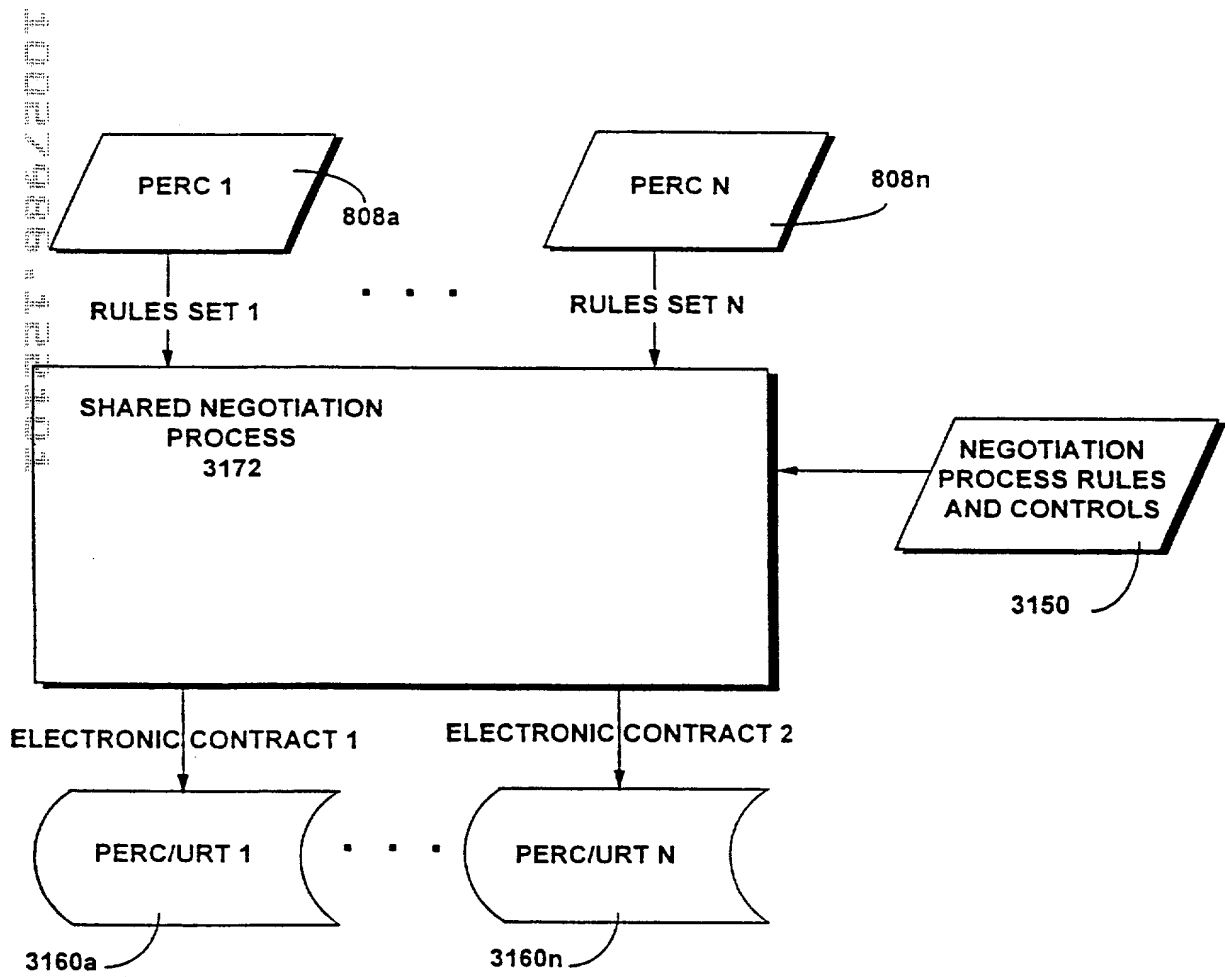 PERC 1
808a
PERC N
808n
RULES SET 1
. . .
RULES SET N
SHARED NEGOTIATION
PROCESS
3172
NEGOTIATION
PROCESS RULES
AND CONTROLS
3150
ELECTRONIC CONTRACT 1
ELECTRONIC CONTRACT 2
PERC/URT 1
. . .
PERC/URT N
3160a
3160n